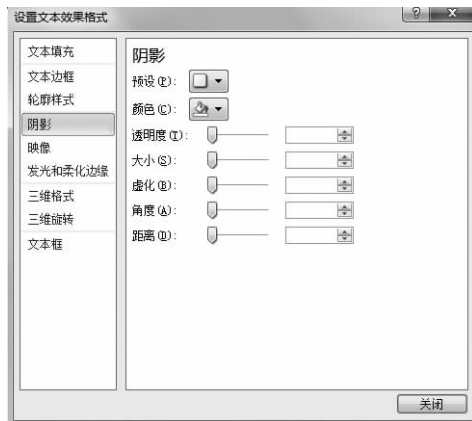 设置文本效果格式
文本填充
文本边框
轮廓样式
阴影
映像
发光和柔化边缘
三维格式
三维旋转
文本框
阴影
预设(P):
颜色(C):
透明度(T):
大小(S):
虚化(B):
角度(A):
距离(D):
关闭